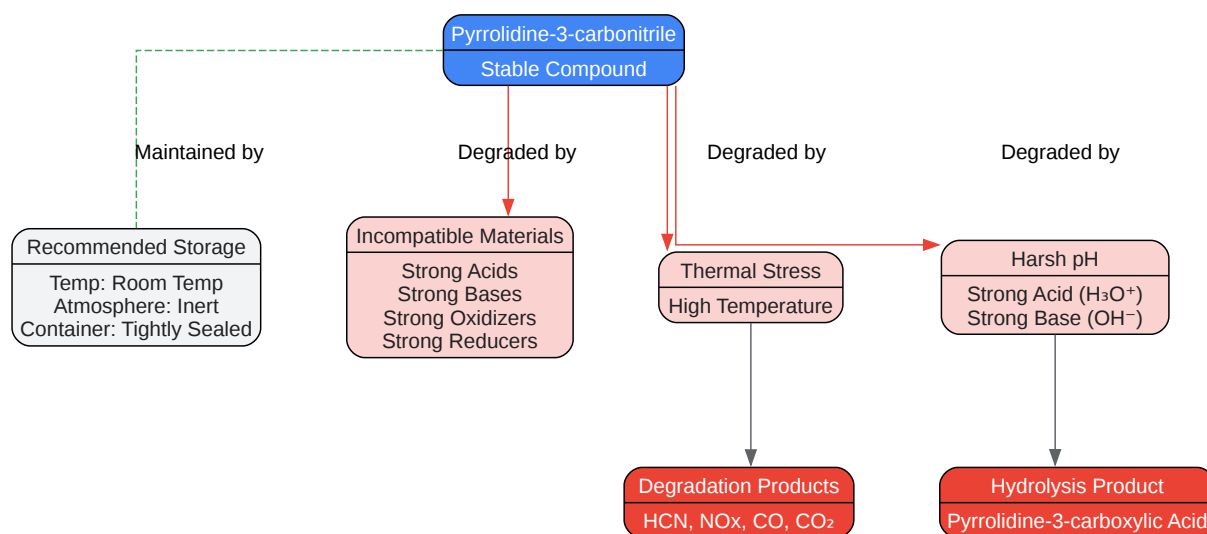 Pyrrolidine-3-carbonitrile
Stable Compound
Maintained by
Degraded by
Degraded by
Degraded by
Recommended Storage
Temp: Room Temp
Atmosphere: Inert
Container: Tightly Sealed
Incompatible Materials
Strong Acids
Strong Bases
Strong Oxidizers
Strong Reducers
Thermal Stress
High Temperature
Harsh pH
Strong Acid (H₃O⁺)
Strong Base (OH⁻)
Degradation Products
HCN, NOx, CO, CO₂
Hydrolysis Product
Pyrrolidine-3-carboxylic Acid